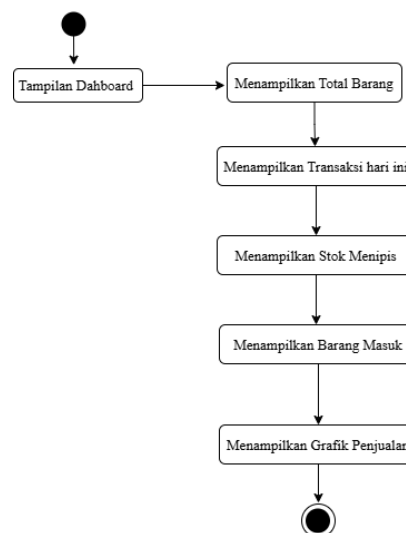 Tampilan Dahboard
Menampilkan Total Barang
Menampilkan Transaksi hari ini
Menampilkan Stok Menipis
Menampilkan Barang Masuk
Menampilkan Grafik Penjualan